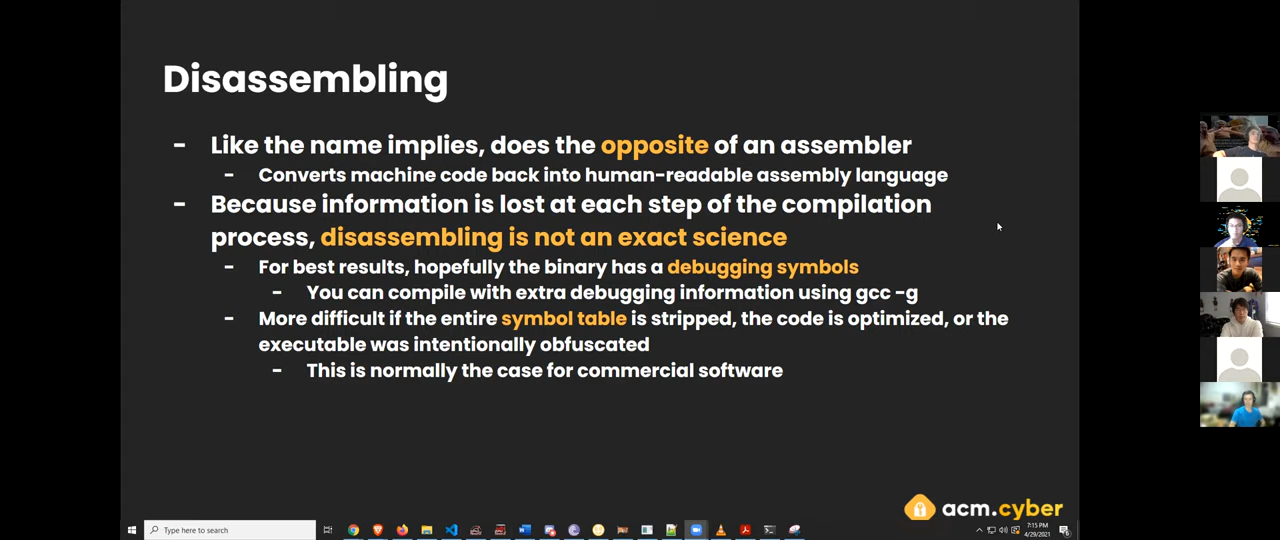 Disassembling
- Like the name implies, does the opposite of an assembler
- Converts machine code back into human-readable assembly language
- Because information is lost at each step of the compilation
process, disassembling is not an exact science
- For best results, hopefully the binary has a debugging symbols
- You can compile with extra debugging information using gcc -g
- More difficult if the entire symbol table is stripped, the code is optimized, or the
executable was intentionally obfuscated
- This is normally the case for commercial software
acm.cyber
Type here to search
7:15 PM
4/29/2021